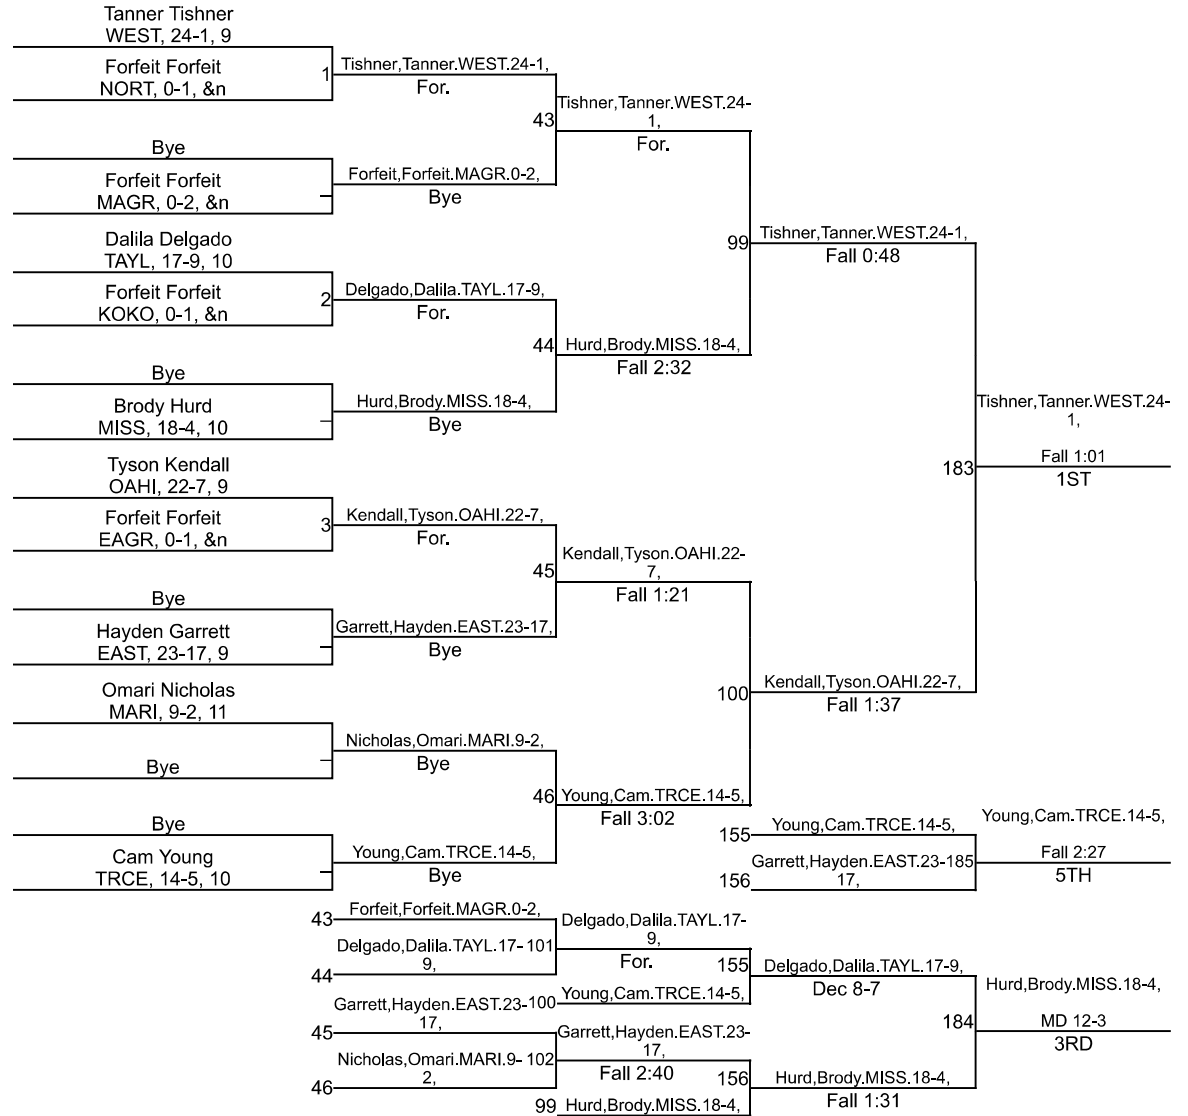 Tanner Tishner
WEST, 24-1, 9
Forfeit Forfeit
NORT, 0-1, &n
1
Tishner,Tanner.WEST.24-1,
For.
43
Tishner,Tanner.WEST.24-
1,
For.
Bye
Forfeit Forfeit
MAGR, 0-2, &n
Forfeit,Forfeit.MAGR.0-2,
Bye
99
Tishner,Tanner.WEST.24-1,
Fall 0:48
Dalila Delgado
TAYL, 17-9, 10
Forfeit Forfeit
KOKO, 0-1, &n
2
Delgado,Dalila.TAYL.17-9,
For.
44
Hurd,Brody.MISS.18-4,
Fall 2:32
Bye
Brody Hurd
MISS, 18-4, 10
Hurd,Brody.MISS.18-4,
Bye
183
Tishner,Tanner.WEST.24-
1,
Fall 1:01
1ST
Tyson Kendall
OAHI, 22-7, 9
Forfeit Forfeit
EAGR, 0-1, &n
3
Kendall,Tyson.OAHI.22-7,
For.
45
Kendall,Tyson.OAHI.22-
7,
Fall 1:21
Bye
Hayden Garrett
EAST, 23-17, 9
Garrett,Hayden.EAST.23-17,
Bye
100
Kendall,Tyson.OAHI.22-7,
Fall 1:37
Omari Nicholas
MARI, 9-2, 11
Bye
Nicholas,Omari.MARI.9-2,
Bye
46
Young,Cam.TRCE.14-5,
Fall 3:02
Bye
Cam Young
TRCE, 14-5, 10
Young,Cam.TRCE.14-5,
Bye
155
Young,Cam.TRCE.14-5,
156
Garrett,Hayden.EAST.23-
17,
185
Young,Cam.TRCE.14-5,
Fall 2:27
5TH
43
Forfeit,Forfeit.MAGR.0-2,
44
Delgado,Dalila.TAYL.17-
9,
101
Delgado,Dalila.TAYL.17-
9,
For.
100
Young,Cam.TRCE.14-5,
155
Delgado,Dalila.TAYL.17-9,
Dec 8-7
45
Garrett,Hayden.EAST.23-
17,
46
Nicholas,Omari.MARI.9-
2,
102
Garrett,Hayden.EAST.23-
17,
Fall 2:40
99
Hurd,Brody.MISS.18-4,
156
Hurd,Brody.MISS.18-4,
Fall 1:31
184
Hurd,Brody.MISS.18-4,
MD 12-3
3RD